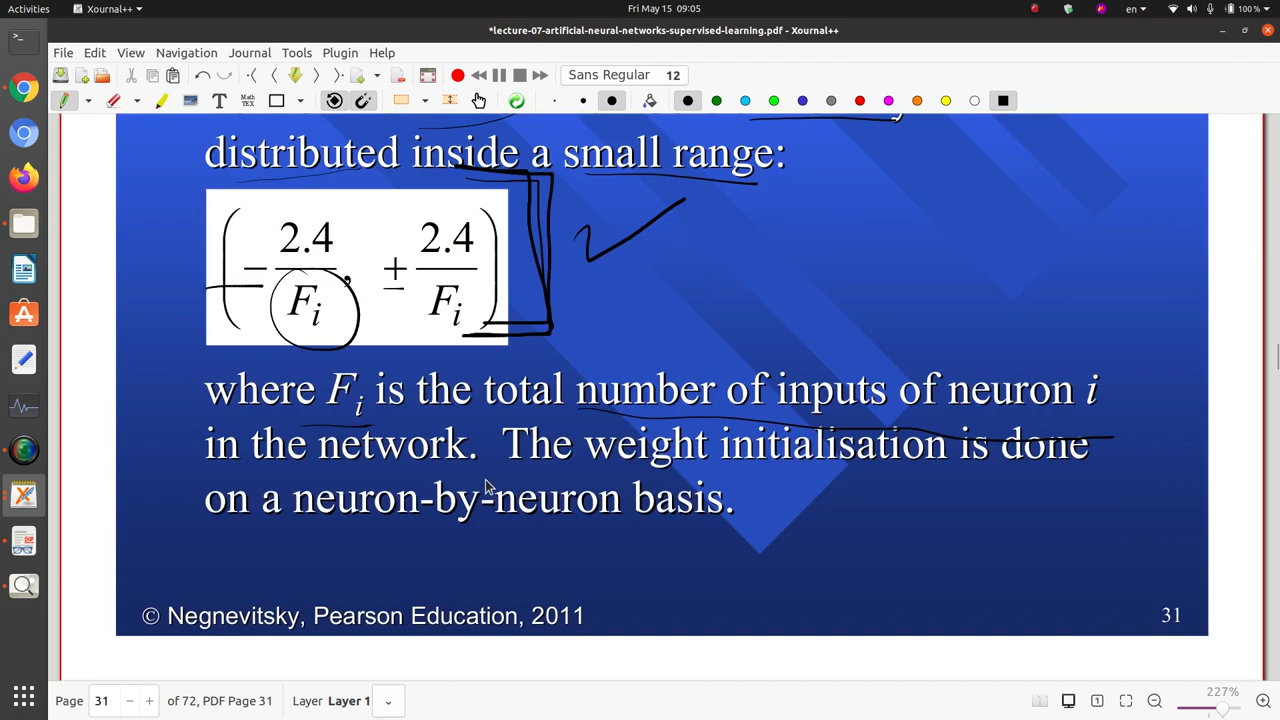 Activities Xournal++ Fri May 15 09:05 en 100 %
*lecture-07-artificial-neural-networks-supervised-learning.pdf - Xournal++
File Edit View Navigation Journal Tools Plugin Help
Sans Regular 12
MATH TEX
distributed inside a small range:
( − 2.4 / Fi , + 2.4 / Fi )
where Fi is the total number of inputs of neuron i
in the network. The weight initialisation is done
on a neuron-by-neuron basis.
© Negnevitsky, Pearson Education, 2011 31
Page 31 of 72, PDF Page 31 Layer Layer 1 227%